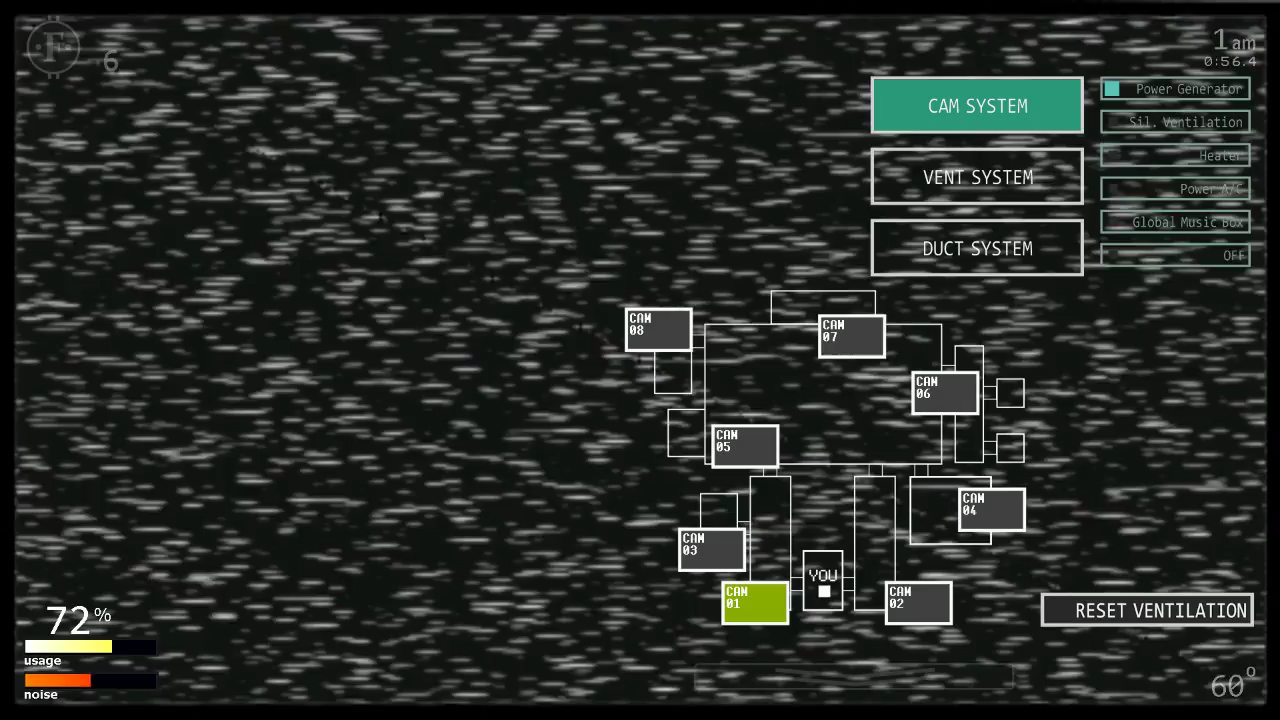 F
6
1 am
0:56.4
CAM SYSTEM
Power Generator
Sil. Ventilation
Heater
VENT SYSTEM
Power A/C
Global Music Box
DUCT SYSTEM
OFF
CAM
08
CAM
07
CAM
06
CAM
05
CAM
04
CAM
03
YOU
CAM
01
CAM
02
RESET VENTILATION
72%
usage
noise
60°